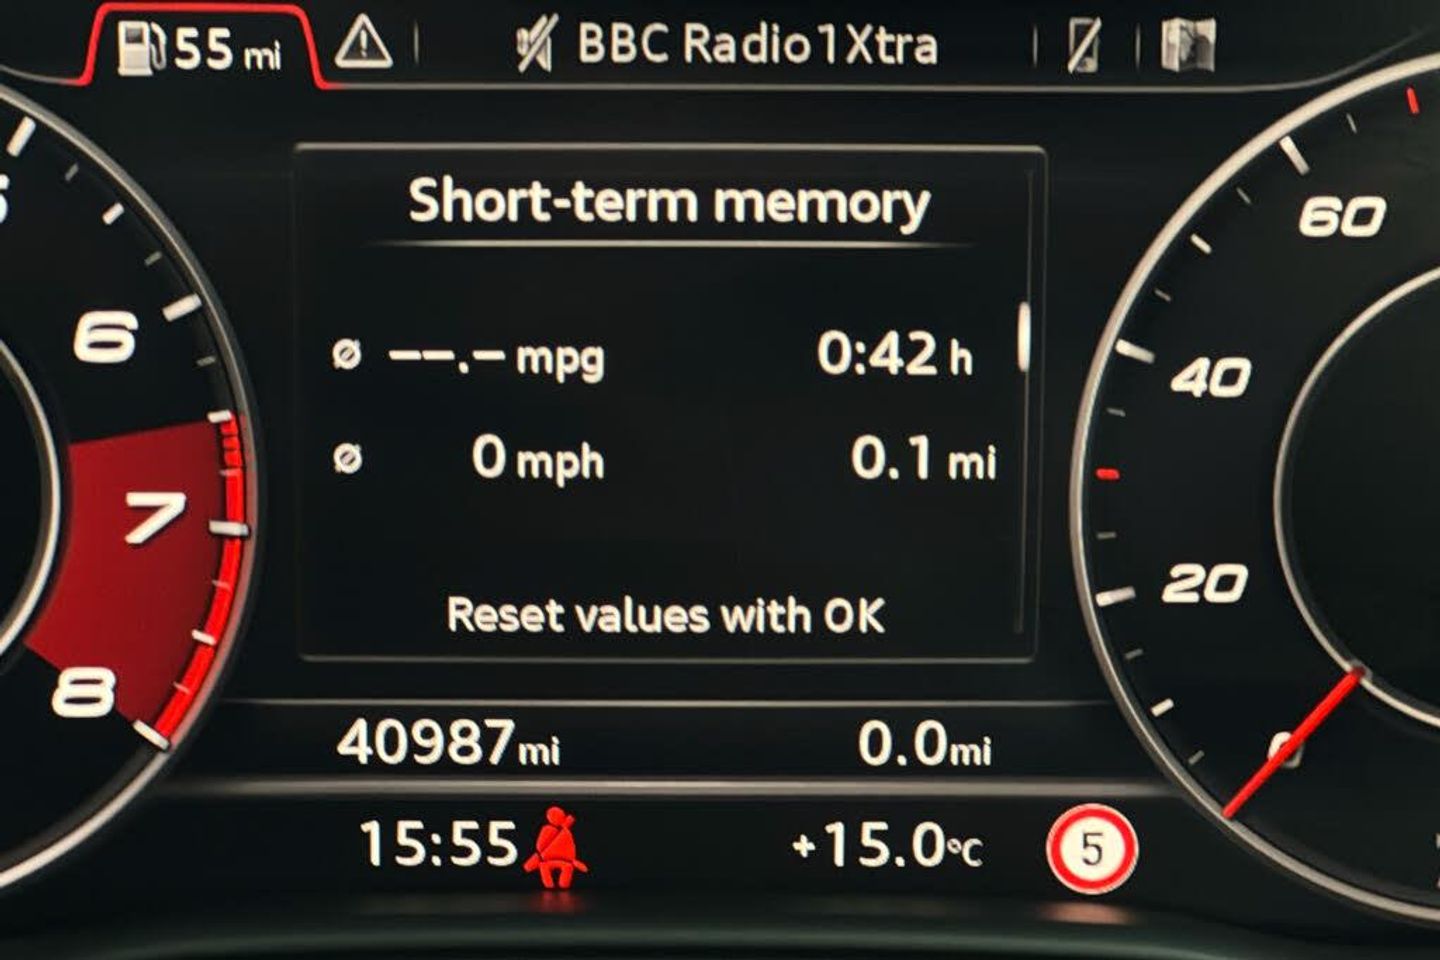 55 mi
BBC Radio 1Xtra
Short-term memory
Ø --.- mpg 0:42 h
Ø 0 mph 0.1 mi
Reset values with OK
40987 mi 0.0 mi
15:55 +15.0 °C 5
6
7
8
60
40
20
0